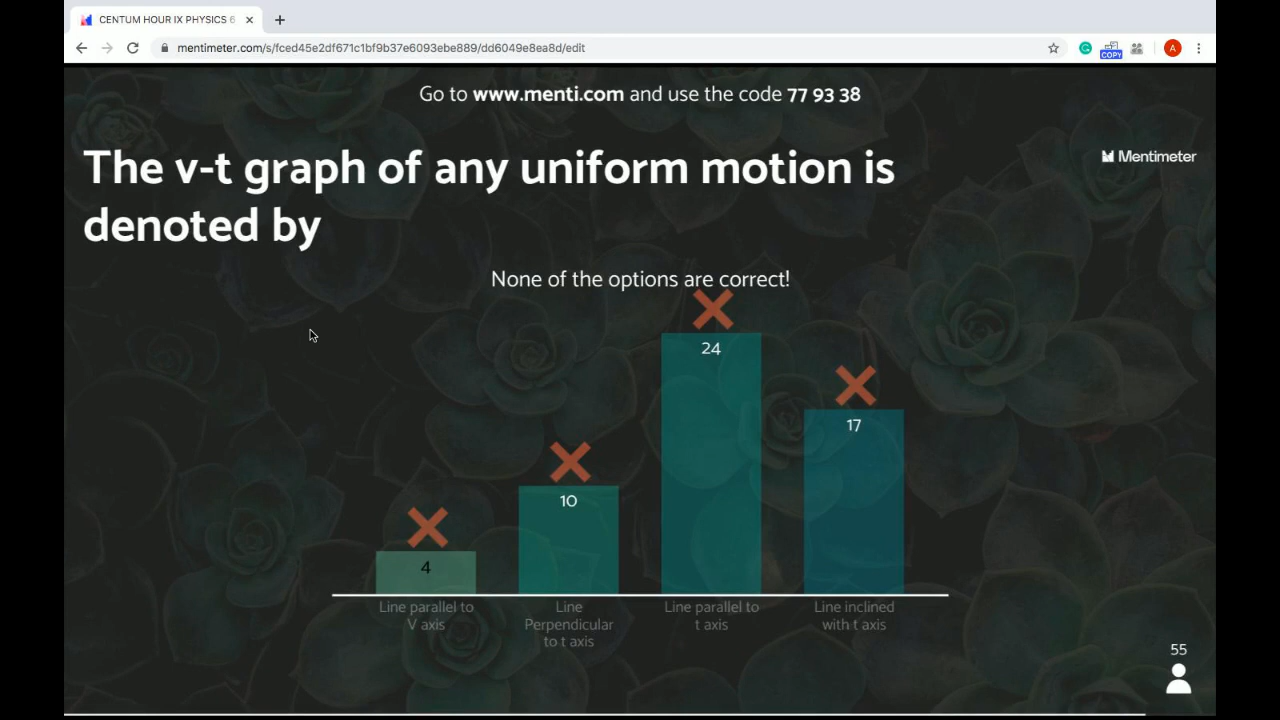 CENTUM HOUR IX PHYSICS 6
mentimeter.com/s/fced45e2df671c1bf9b37e6093ebe889/dd6049e8ea8d/edit
COPY
A
Go to www.menti.com and use the code 77 93 38
Mentimeter
The v-t graph of any uniform motion is
denoted by
None of the options are correct!
4
10
24
17
Line parallel to
V axis
Line
Perpendicular
to t axis
Line parallel to
t axis
Line inclined
with t axis
55